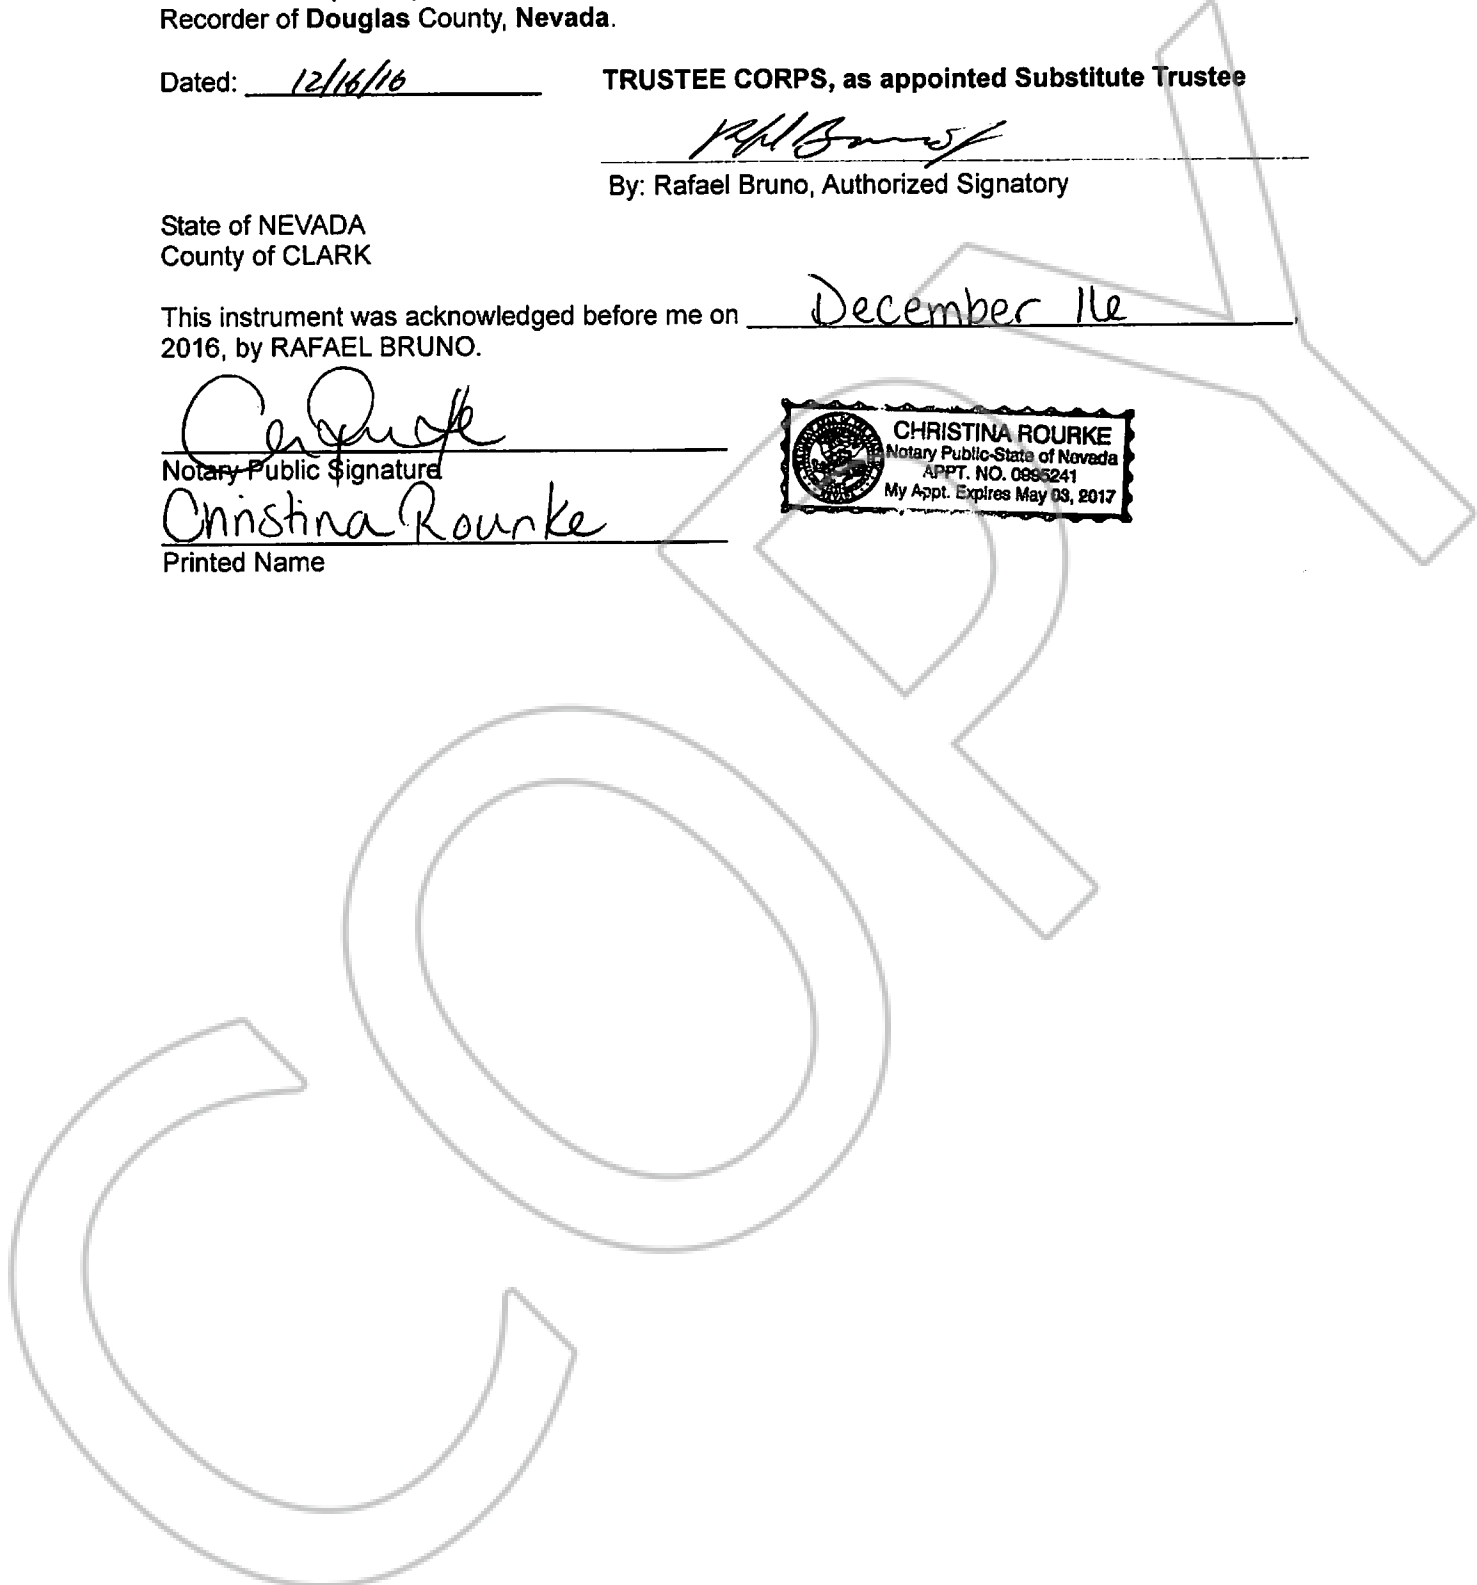 Recorder of Douglas County, Nevada.
Dated: 12/16/16
TRUSTEE CORPS, as appointed Substitute Trustee
By: Rafael Bruno, Authorized Signatory
State of NEVADA
County of CLARK
This instrument was acknowledged before me on December 16,
2016, by RAFAEL BRUNO.
Notary Public Signature
CHRISTINA ROURKE
Notary Public-State of Nevada
APPT. NO. 0995241
My Appt. Expires May 03, 2017
Christina Rourke
Printed Name
COPY